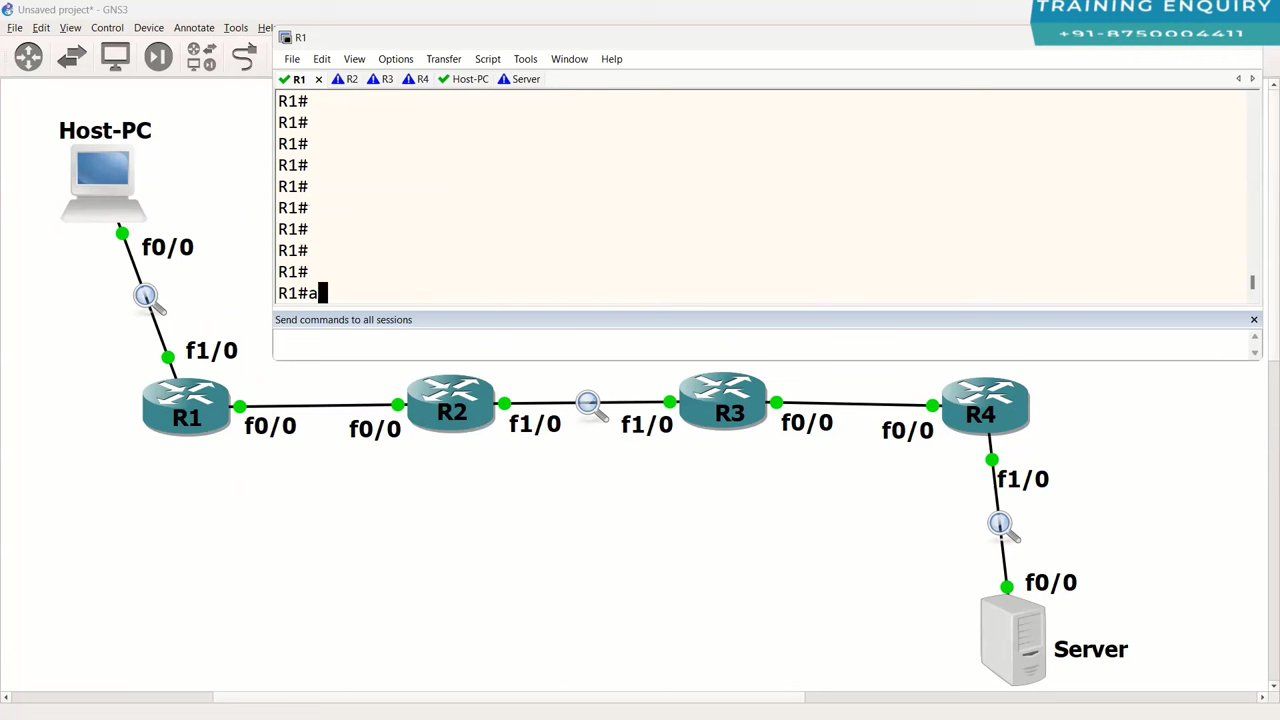 Unsaved project* - GNS3
TRAINING ENQUIRY
+91-8750004411
File Edit View Control Device Annotate Tools Hel
R1
File Edit View Options Transfer Script Tools Window Help
R1 × R2 R3 R4 Host-PC Server
R1#
R1#
R1#
R1#
R1#
R1#
R1#
R1#
R1#
R1#a
Send commands to all sessions
Host-PC
f0/0
f1/0
R1
f0/0
f0/0
R2
f1/0
f1/0
R3
f0/0
f0/0
R4
f1/0
f0/0
Server